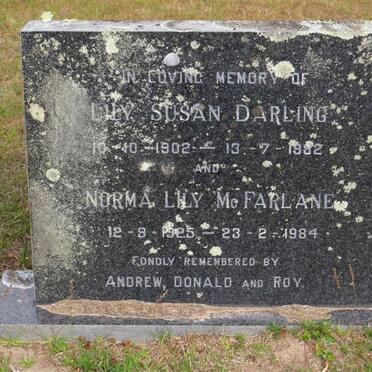 IN LOVING MEMORY OF
LILY SUSAN DARLING
10-10-1902 — 13-7-1982
AND
NORMA LILY McFARLANE
12-9-1925 — 23-2-1984
FONDLY REMEMBERED BY
ANDREW, DONALD AND ROY.